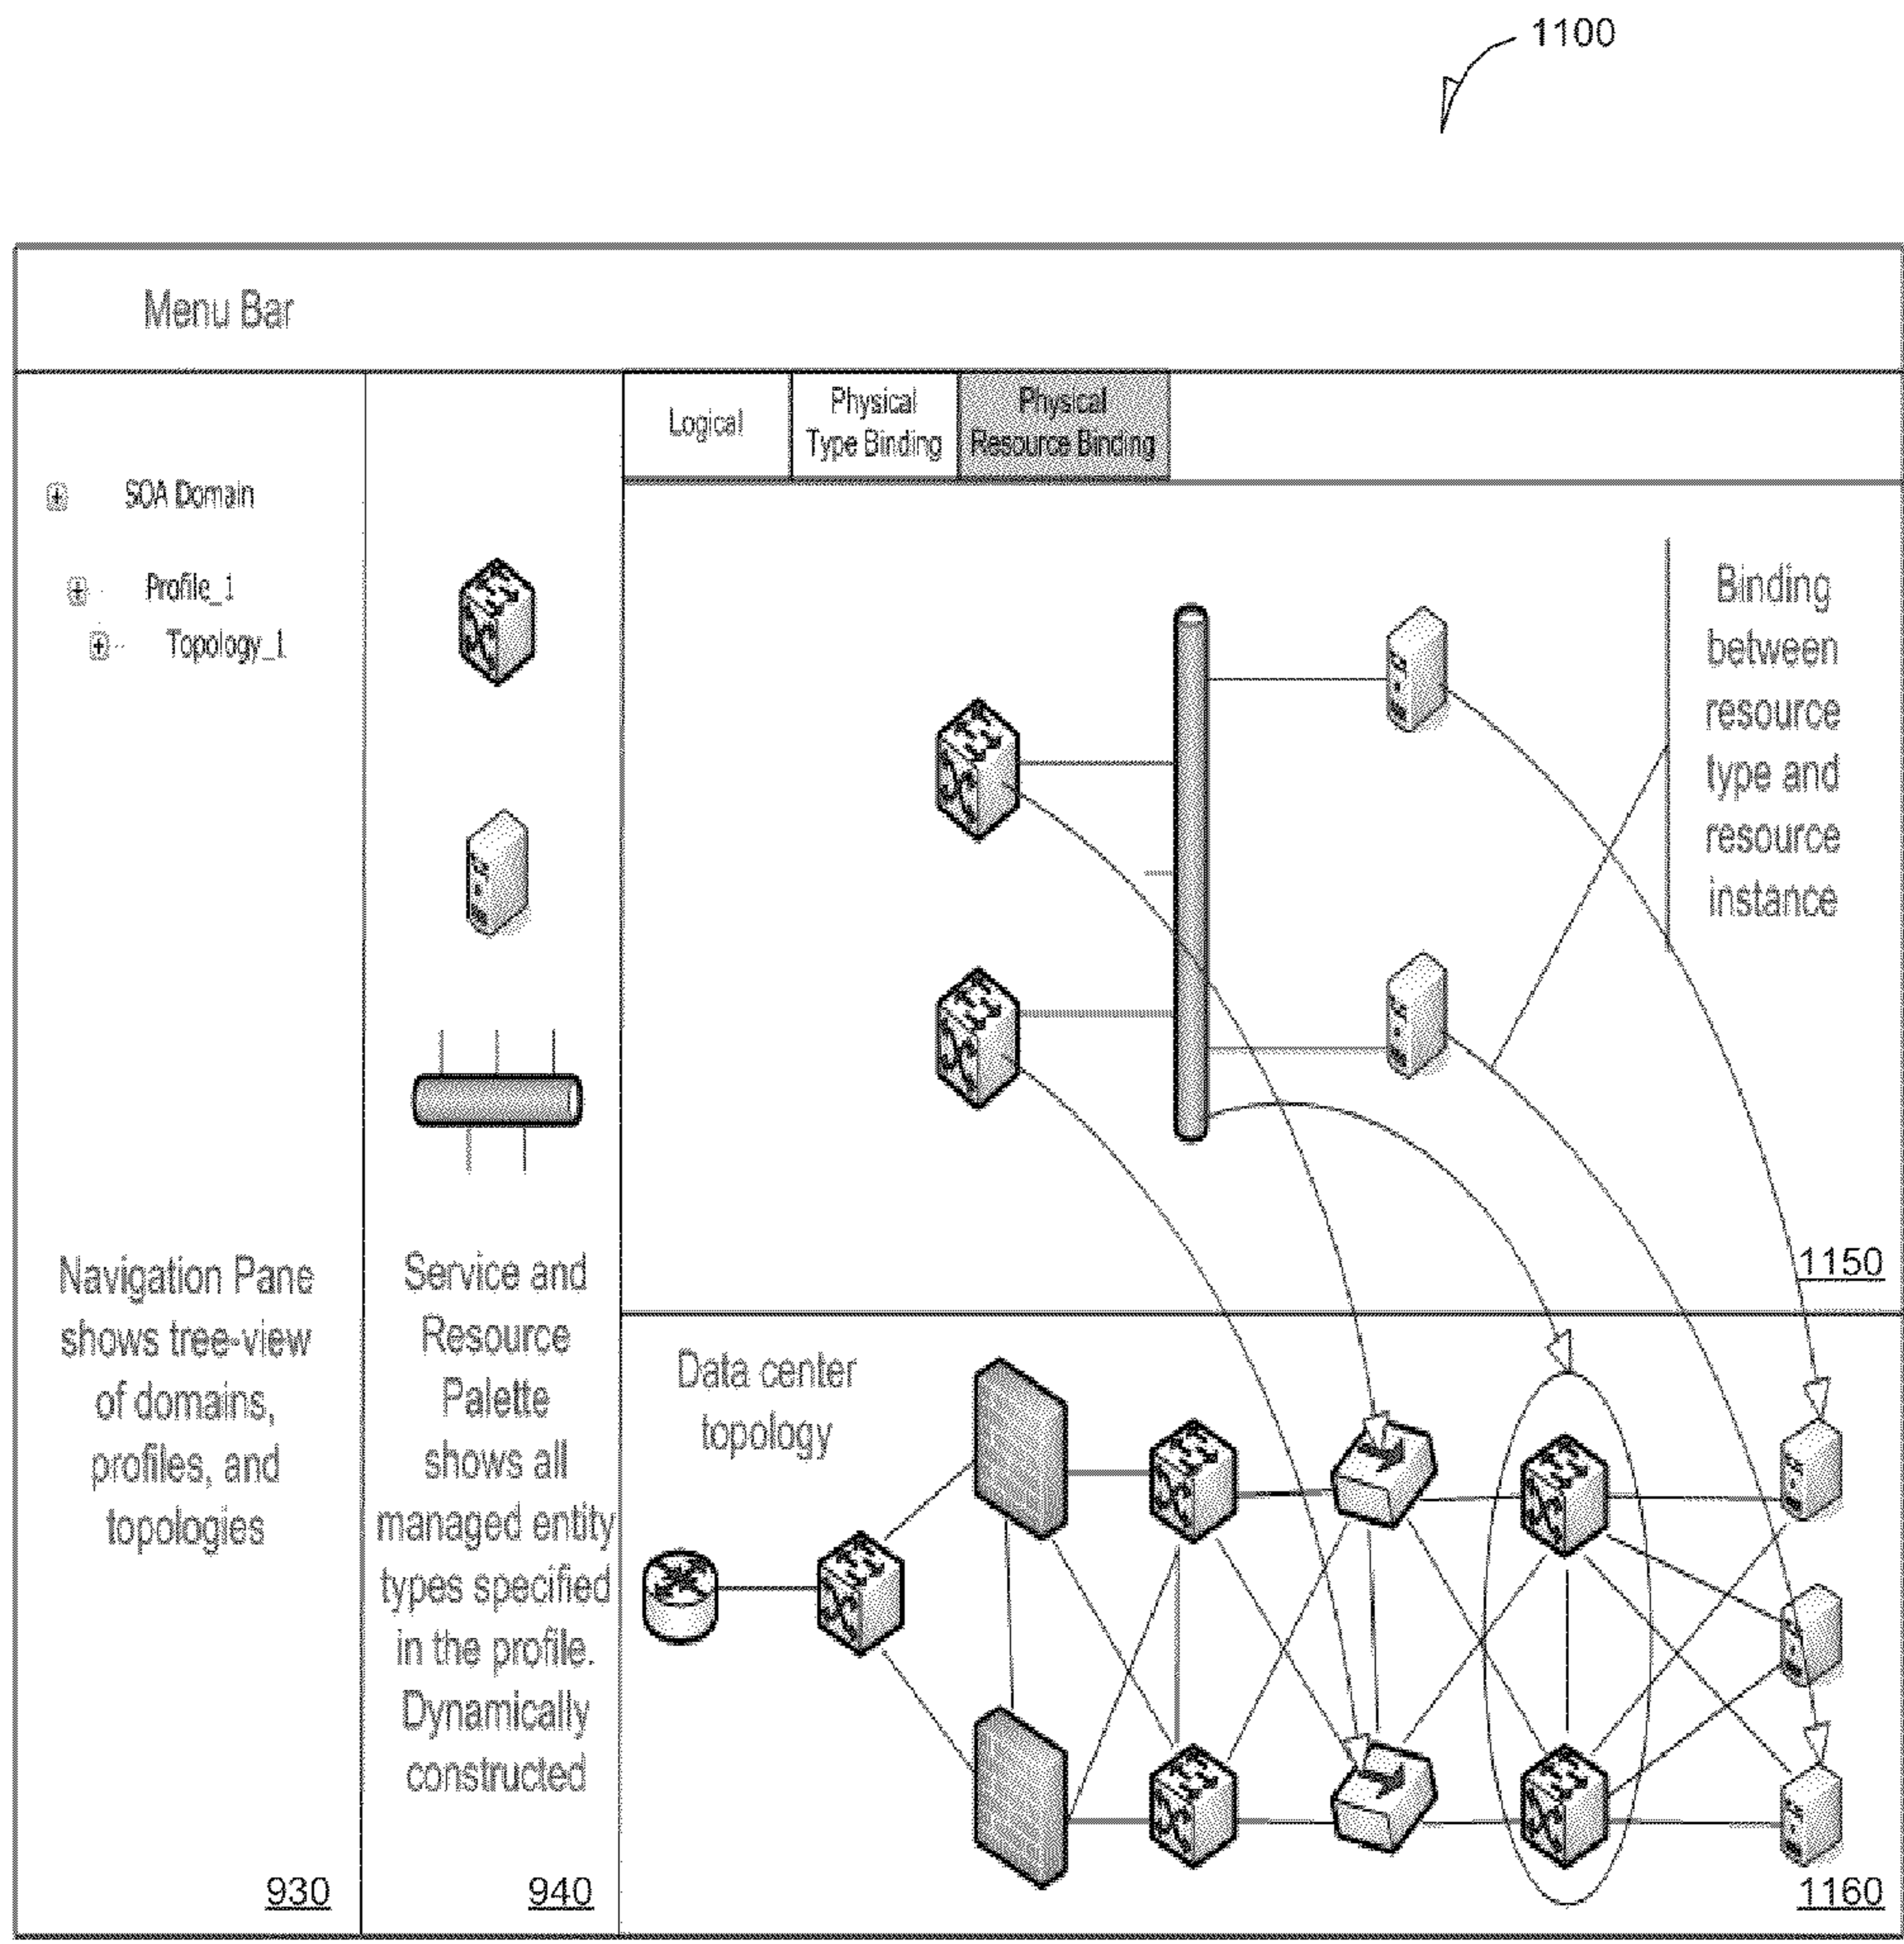 1100
Menu Bar
Logical
Physical
Type Binding
Physical
Resource Binding
SOA Domain
Profile_1
Topology_1
Navigation Pane
shows tree-view
of domains,
profiles, and
topologies
930
Service and
Resource
Palette
shows all
managed entity
types specified
in the profile.
Dynamically
constructed
940
Binding
between
resource
type and
resource
instance
1150
Data center
topology
1160